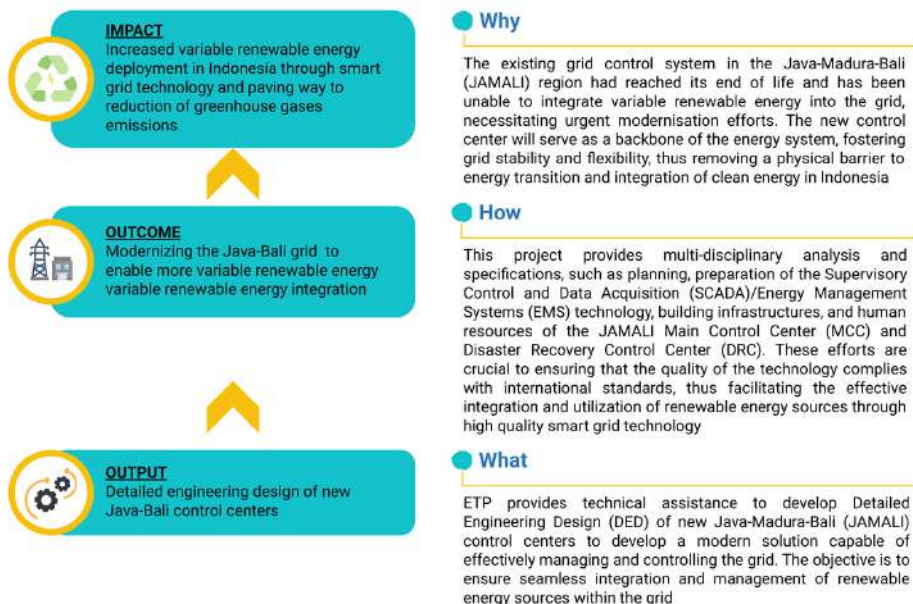 IMPACT
Increased variable renewable energy
deployment in Indonesia through smart
grid technology and paving way to
reduction of greenhouse gases
emissions
OUTCOME
Modernizing the Java-Bali grid to
enable more variable renewable energy
variable renewable energy integration
OUTPUT
Detailed engineering design of new
Java-Bali control centers
Why
The existing grid control system in the Java-Madura-Bali
(JAMALI) region had reached its end of life and has been
unable to integrate variable renewable energy into the grid,
necessitating urgent modernisation efforts. The new control
center will serve as a backbone of the energy system, fostering
grid stability and flexibility, thus removing a physical barrier to
energy transition and integration of clean energy in Indonesia
How
This project provides multi-disciplinary analysis and
specifications, such as planning, preparation of the Supervisory
Control and Data Acquisition (SCADA)/Energy Management
Systems (EMS) technology, building infrastructures, and human
resources of the JAMALI Main Control Center (MCC) and
Disaster Recovery Control Center (DRC). These efforts are
crucial to ensuring that the quality of the technology complies
with international standards, thus facilitating the effective
integration and utilization of renewable energy sources through
high quality smart grid technology
What
ETP provides technical assistance to develop Detailed
Engineering Design (DED) of new Java-Madura-Bali (JAMALI)
control centers to develop a modern solution capable of
effectively managing and controlling the grid. The objective is to
ensure seamless integration and management of renewable
energy sources within the grid